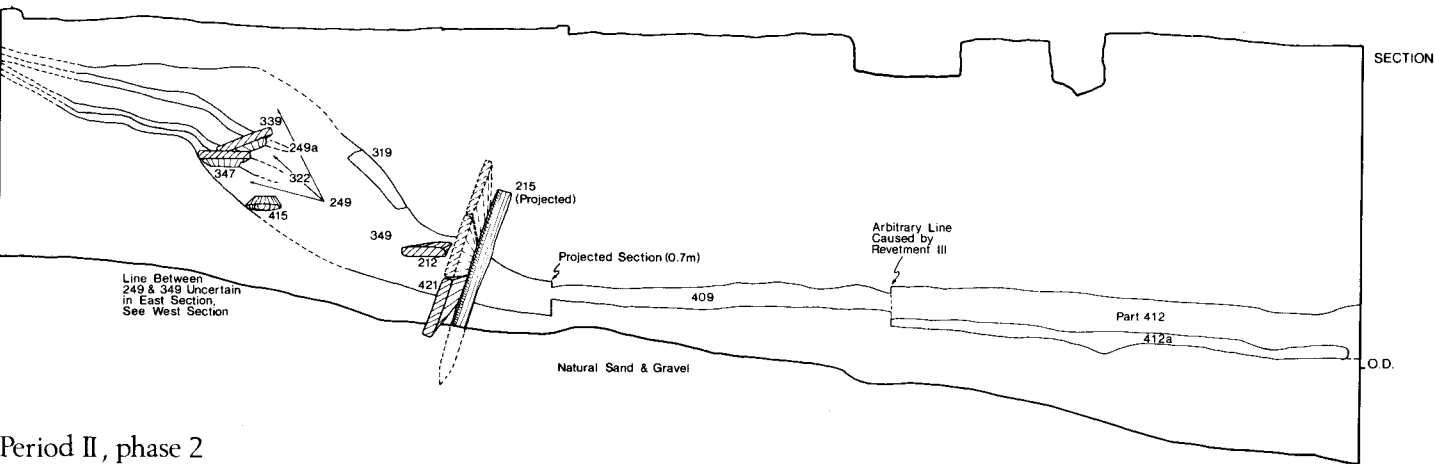 SECTION
339
249a
319
347
322
249
415
215
(Projected)
349
212
421
Projected Section (0.7m)
Arbitrary Line
Caused by
Revetment III
409
Part 412
412a
Line Between
249 & 349 Uncertain
in East Section,
See West Section
Natural Sand & Gravel
O.D.
Period II, phase 2